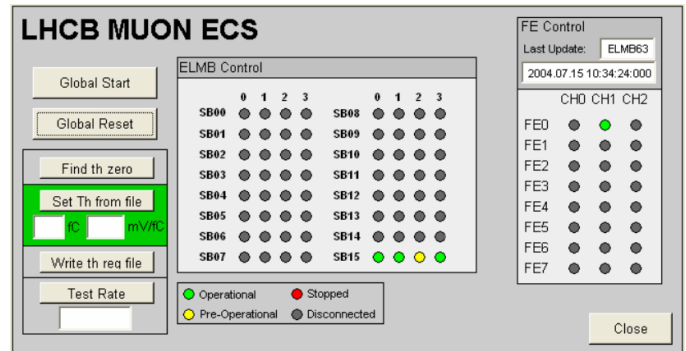 LHCB MUON ECS
Global Start
Global Reset
Find th zero
Set Th from file
fC mV/fC
Write th reg file
Test Rate
ELMB Control
0 1 2 3 0 1 2 3
SB00 SB08
SB01 SB09
SB02 SB10
SB03 SB11
SB04 SB12
SB05 SB13
SB06 SB14
SB07 SB15
Operational Stopped
Pre-Operational Disconnected
FE Control
Last Update: ELMB63
2004.07.15 10:34:24:000
CH0 CH1 CH2
FE0
FE1
FE2
FE3
FE4
FE5
FE6
FE7
Close